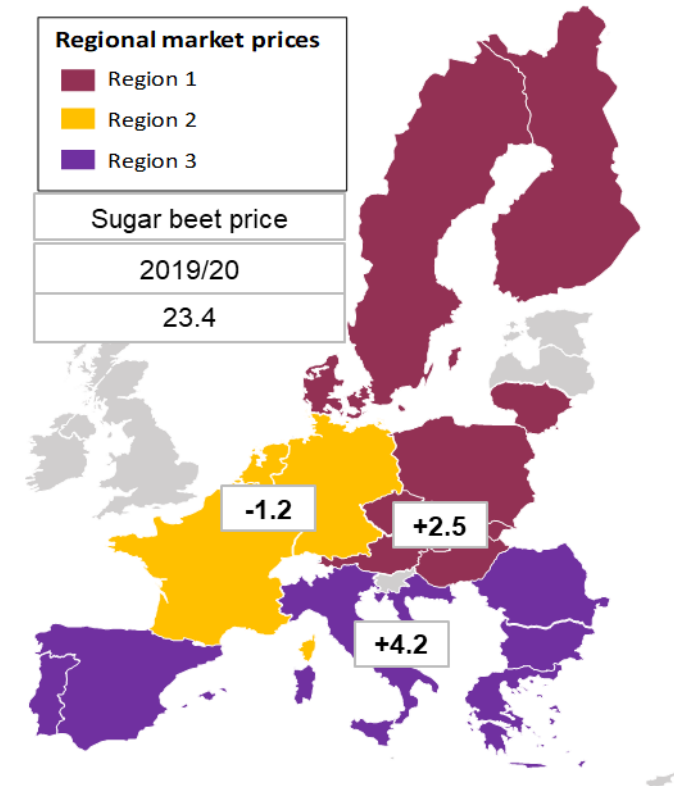 Regional market prices
Region 1
Region 2
Region 3
Sugar beet price
2019/20
23.4
-1.2
+2.5
+4.2